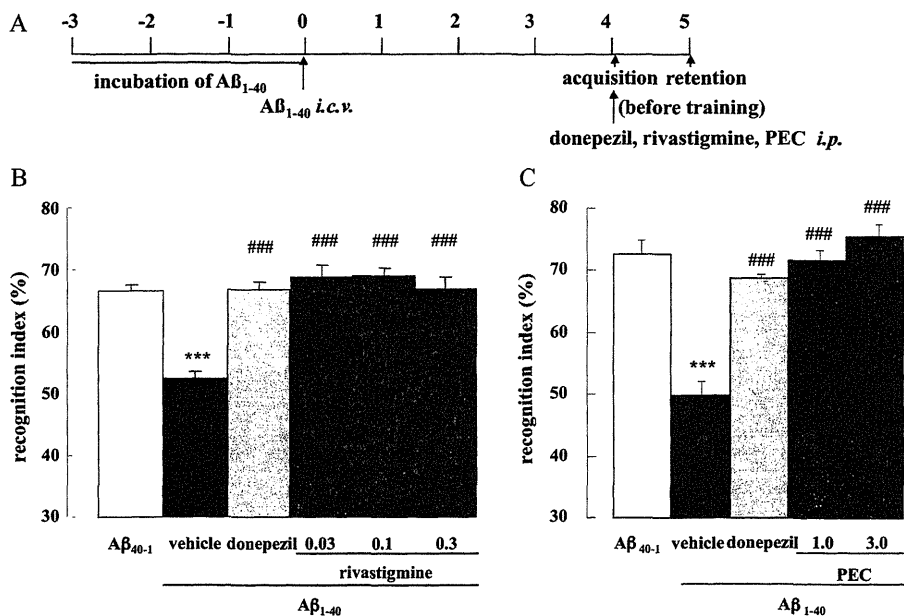 A
-3 -2 -1 0 1 2 3 4 5
incubation of Aß1-40
Aß1-40 i.c.v.
acquisition retention
(before training)
donepezil, rivastigmine, PEC i.p.
B
80
70
60
50
40
30
recognition index (%)
***
###
###
###
###
Aβ40-1 vehicle donepezil 0.03 0.1 0.3
rivastigmine
Aβ1-40
C
80
70
60
50
40
30
recognition index (%)
***
###
###
###
Aβ40-1 vehicle donepezil 1.0 3.0
PEC
Aβ1-40